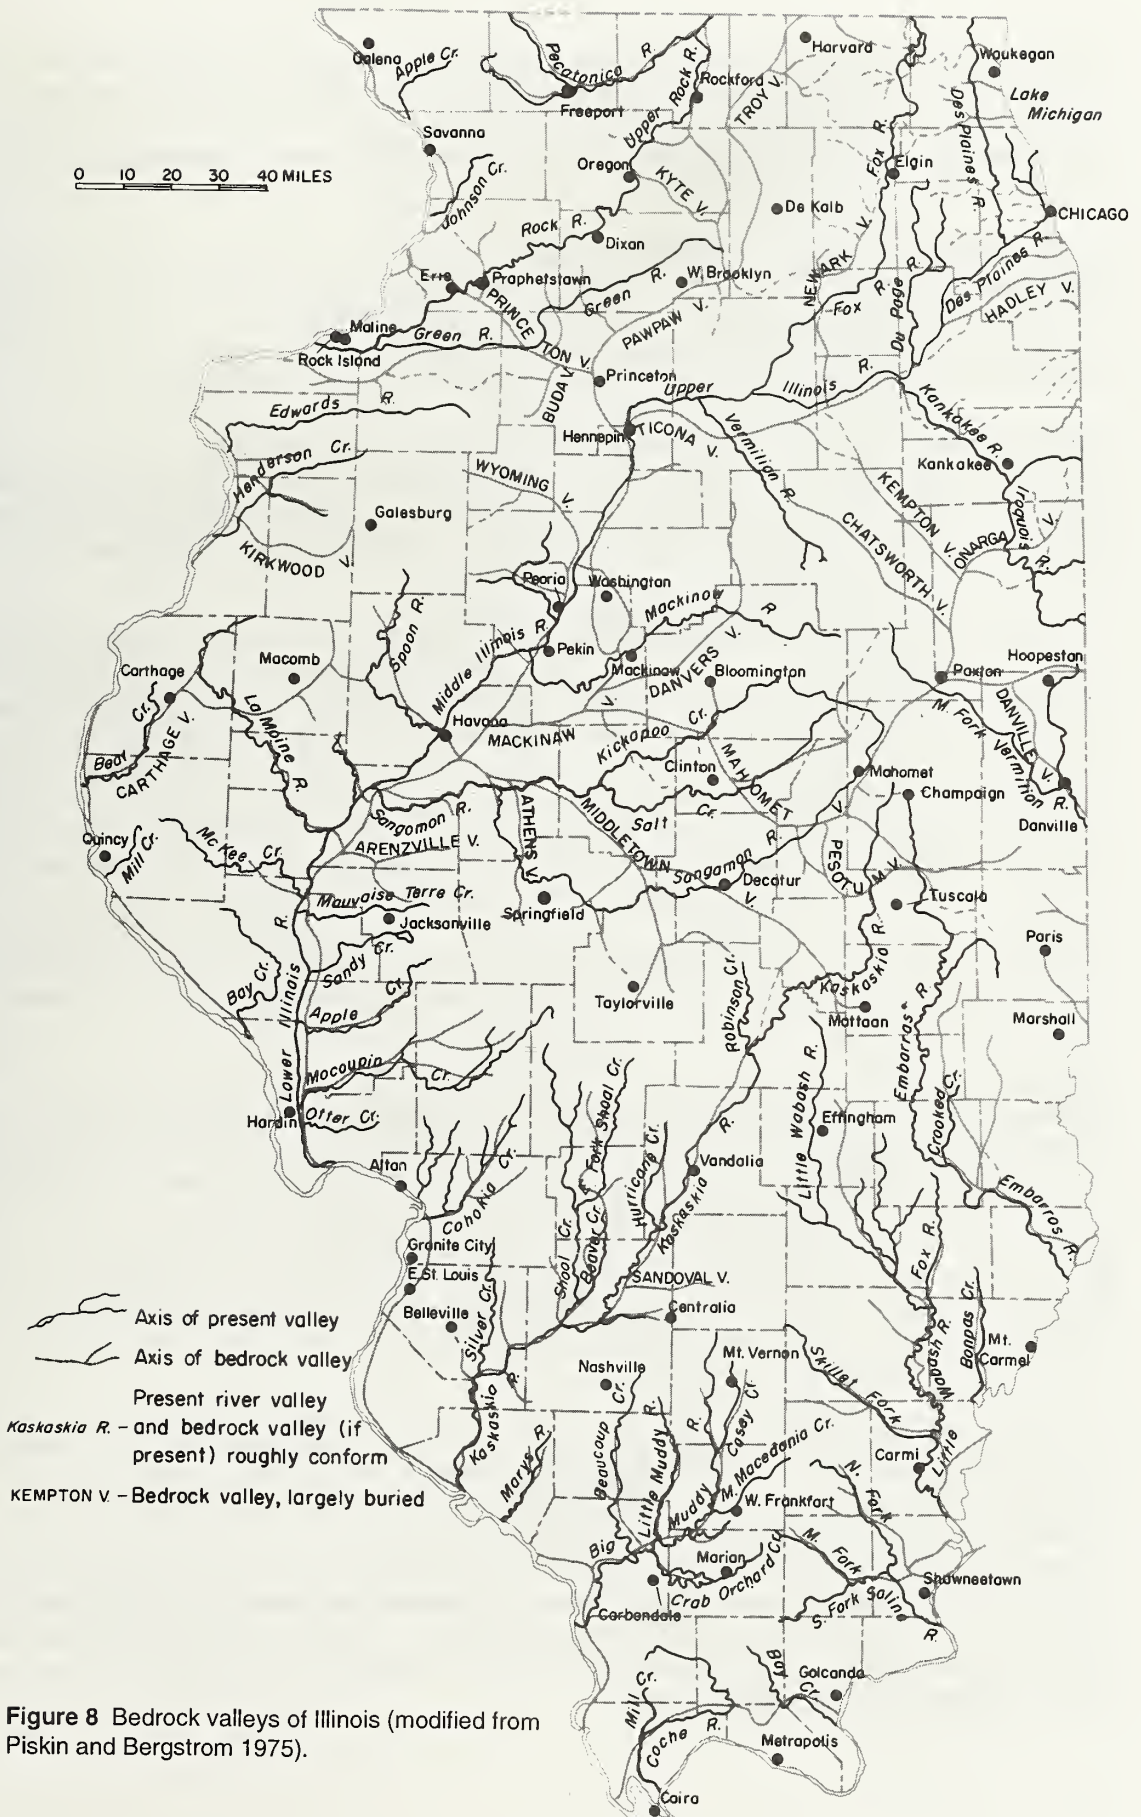 Galena
Apple Cr.
Pecatonica R.
Freeport
Upper Rock R.
Rockford
TROY V.
Harvard
Waukegan
Lake
Michigan
Des Plaines R.
Fox R.
Elgin
Savanna
0 10 20 40 MILES
Johnson Cr.
Oregon
KYTE V.
De Kalb
CHICAGO
Rock R.
Dixon
NEWARK V.
Erie
Prophetstown
W. Brooklyn
Green R.
PRINCETON V.
PAWPAW V.
Fox R.
Du Page R.
Des Plaines R.
HADLEY V.
Moline
Rock Island
Green R.
BUDA V.
Princeton
Upper Illinois R.
Edwards R.
Hennepin
TICONA V.
Vermilion R.
Kankakee R.
Kankakee
Henderson Cr.
WYOMING V.
KEMPTON V.
Iroquois R.
Galesburg
KIRKWOOD V.
CHATSWORTH V.
ONARGA V.
Peoria
Washington
Mackinaw R.
Spoon R.
Middle Illinois R.
Pekin
Mackinaw
DANVERS V.
Bloomington
Carthage
Macomb
Paxton
Hoopeston
La Moine R.
Havana
MACKINAW V.
Kickapoo Cr.
M. Fork Vermilion R.
DANVILLE V.
Bear Cr.
CARTHAGE V.
Clinton
MAHOMET V.
Mahomet
Champaign
Danville
Sangamon R.
ATHENS V.
MIDDLETOWN V.
Salt Cr.
Quincy
Mill Cr.
Mc Kee Cr.
ARENZVILLE V.
PESOTUM V.
Sangamon R.
Decatur
Mauvaise Terre Cr.
Jacksonville
Springfield
Tuscola
Paris
Sandy Cr.
Bay Cr.
Lower Illinois R.
Apple Cr.
Taylorville
Robinson Cr.
Kaskaskia R.
Mattoon
Embarras R.
Marshall
Macoupin Cr.
Hardin
Otter Cr.
Little Wabash R.
Effingham
Crooked Cr.
E. Fork Shoal Cr.
Hurricane Cr.
Vandalia
Kaskaskia R.
Alton
Cahokia Cr.
Embarras R.
Granite City
E. St. Louis
Belleville
Silver Cr.
Shoal Cr.
Beaver Cr.
SANDOVAL V.
Centralia
Fox R.
Bonpas Cr.
Mt.
Carmel
Axis of present valley
Axis of bedrock valley
Present river valley
Kaskaskia R. – and bedrock valley (if
present) roughly conform
KEMPTON V. – Bedrock valley, largely buried
Nashville
Mt. Vernon
Skillet Fork
Little Wabash R.
Kaskaskia R.
Marys R.
Beaucoup Cr.
Little Muddy R.
Casey Cr.
M. Macedonia Cr.
Carmi
Big Muddy R.
W. Frankfort
N. Fork
Marion
M. Fork
Shawneetown
Crab Orchard Cr.
Carbondale
S. Fork Saline R.
Bay Cr.
Golconda
Mill Cr.
Cache R.
Metropolis
Cairo
Figure 8 Bedrock valleys of Illinois (modified from
Piskin and Bergstrom 1975).